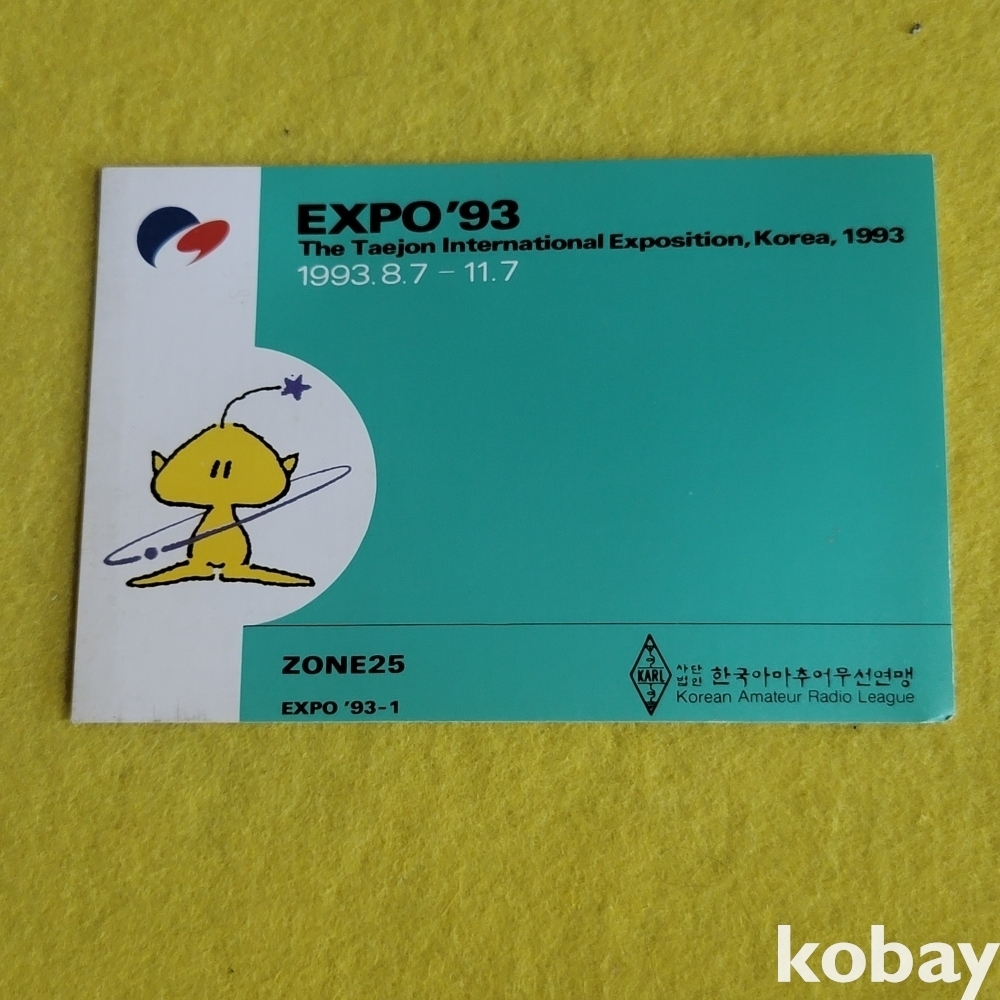 EXPO '93
The Taejon International Exposition, Korea, 1993
1993. 8. 7 – 11. 7
ZONE25
EXPO '93-1
KARL
사단법인 한국아마추어무선연맹
Korean Amateur Radio League
kobay